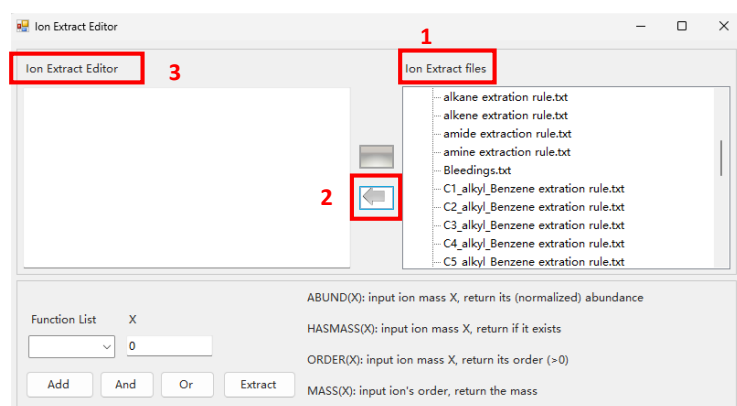 Ion Extract Editor
1
Ion Extract Editor
3
Ion Extract files
alkane extration rule.txt
alkene extration rule.txt
amide extraction rule.txt
amine extraction rule.txt
Bleedings.txt
2
C1_alkyl_Benzene extration rule.txt
C2_alkyl_Benzene extration rule.txt
C3_alkyl_Benzene extration rule.txt
C4_alkyl_Benzene extration rule.txt
C5 alkyl Benzene extration rule.txt
Function List X
0
Add And Or Extract
ABUND(X): input ion mass X, return its (normalized) abundance
HASMASS(X): input ion mass X, return if it exists
ORDER(X): input ion mass X, return its order (>0)
MASS(X): input ion's order, return the mass